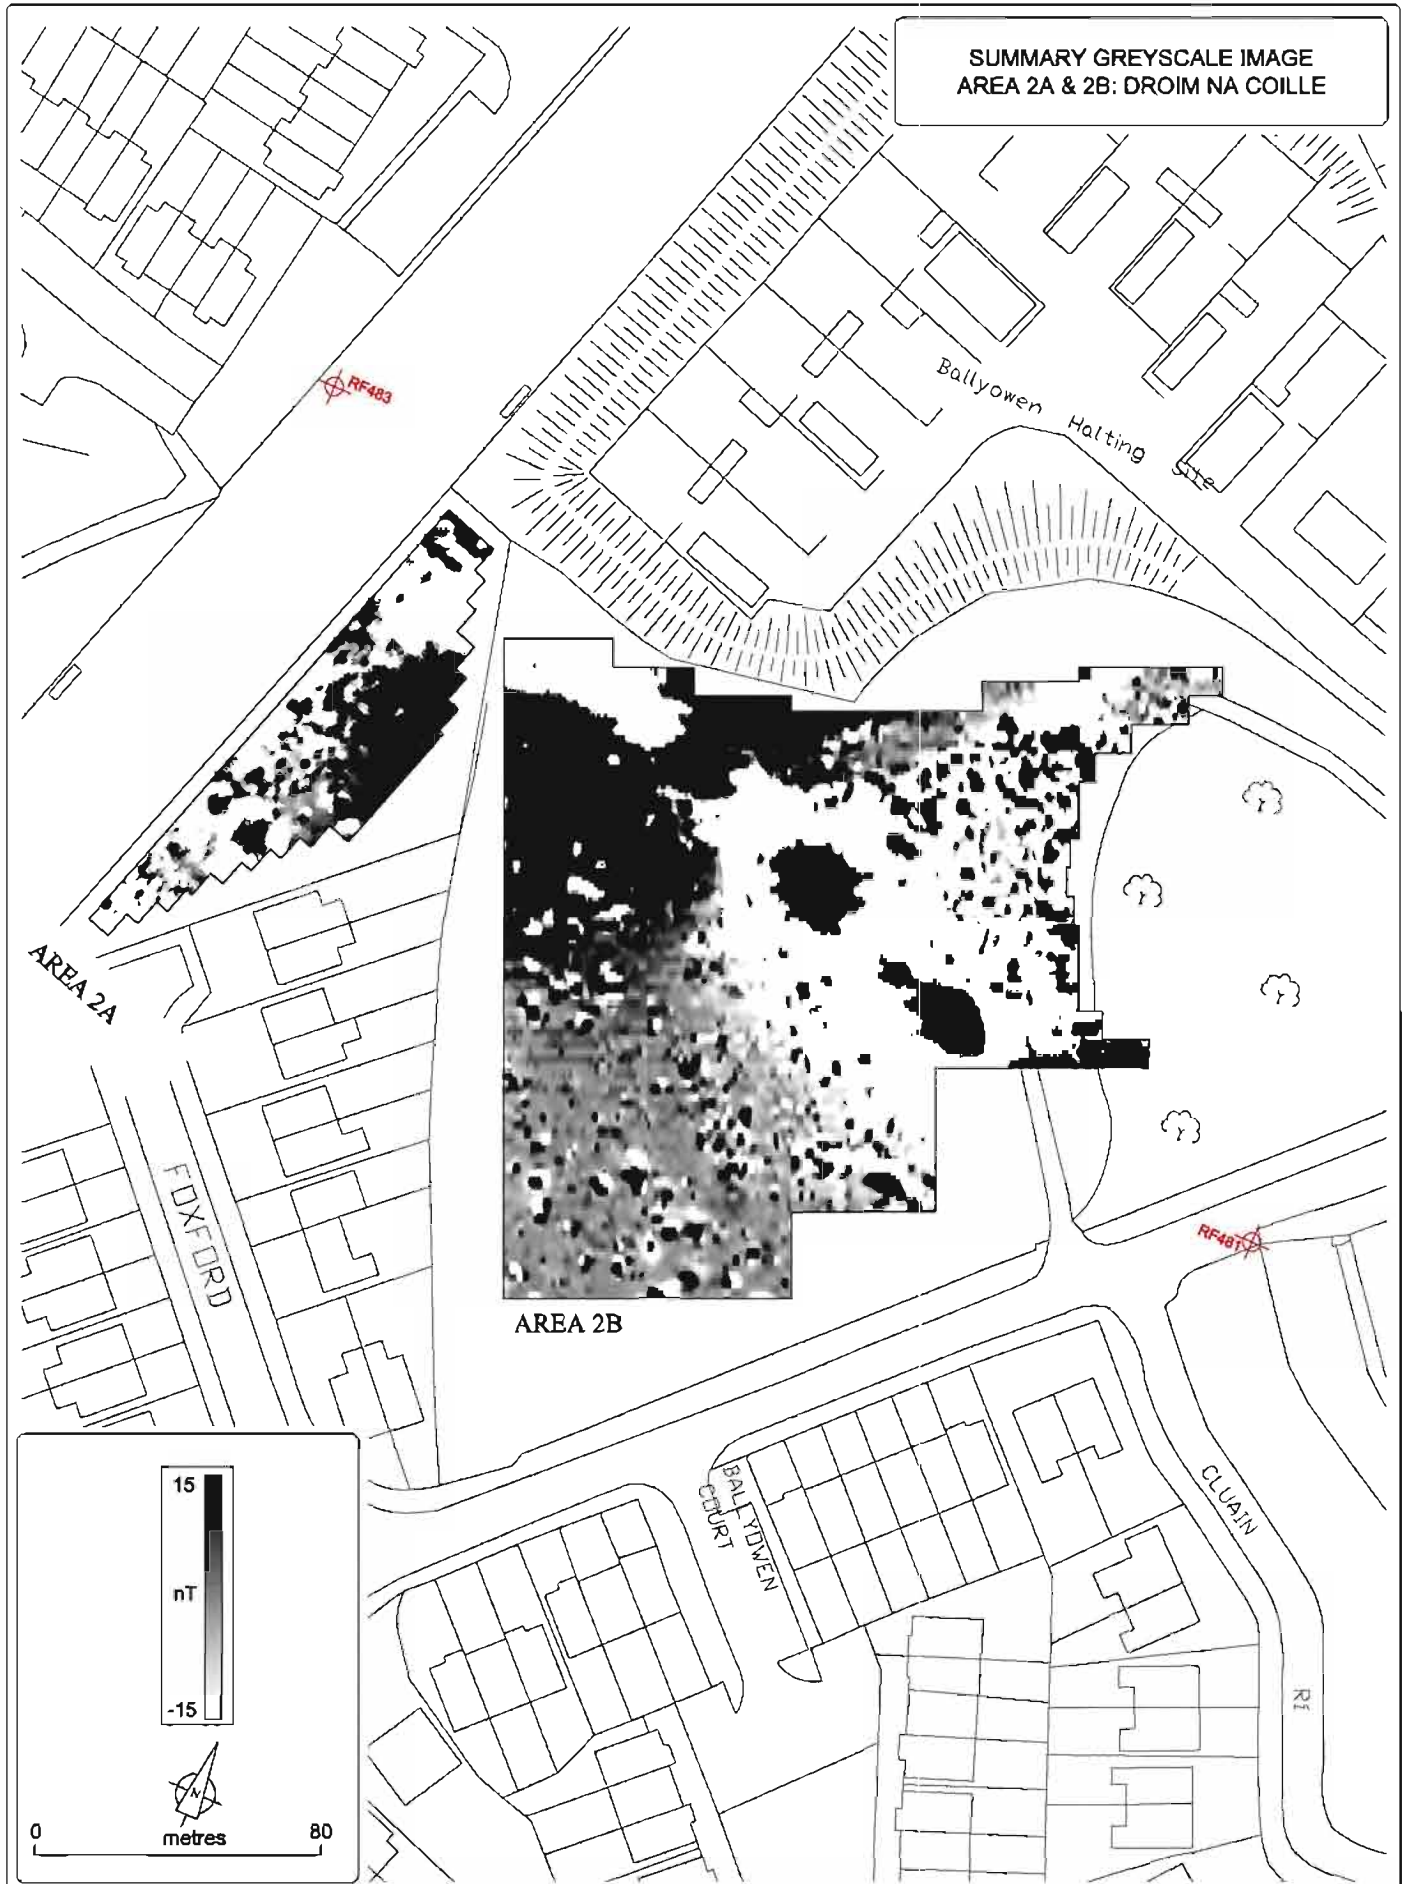 SUMMARY GREYSCALE IMAGE
AREA 2A & 2B: DROIM NA COILLE
RF483
Ballyowen Halting Site
AREA 2A
FOXFORD
RF481
AREA 2B
BALLYOWEN
COURT
CLUAIN
RI
15
nT
-15
N
metres
0
80